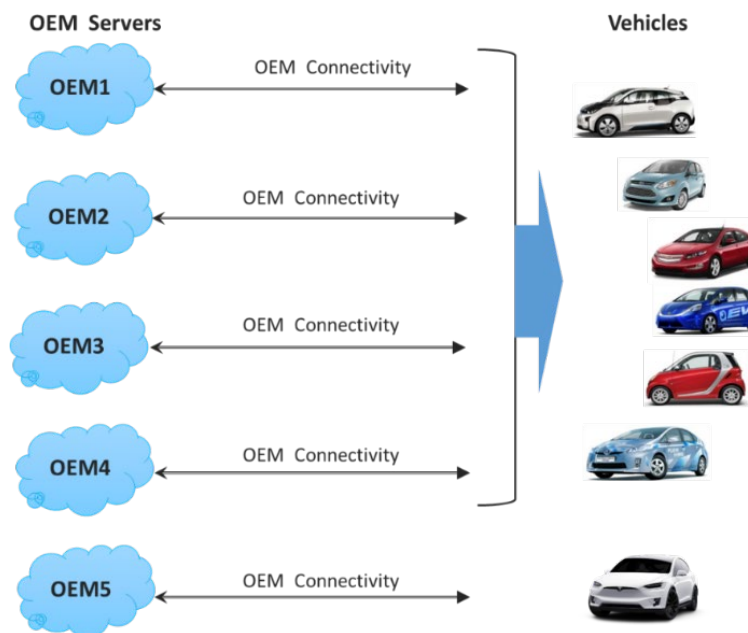 OEM Servers
Vehicles
OEM1
OEM Connectivity
OEM2
OEM Connectivity
OEM3
OEM Connectivity
OEM4
OEM Connectivity
OEM5
OEM Connectivity